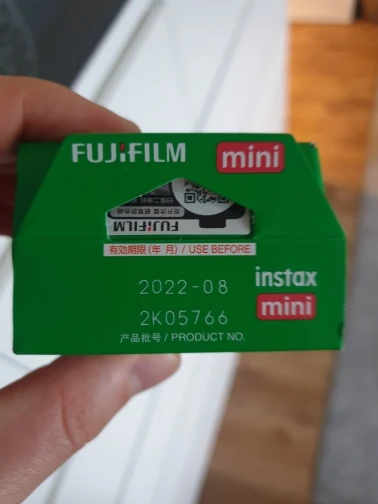 FUJIFILM mini
FUJIFILM
有効期限 (年 月) / USE BEFORE
2022-08
2K05766
instax
mini
产品批号 / PRODUCT NO.